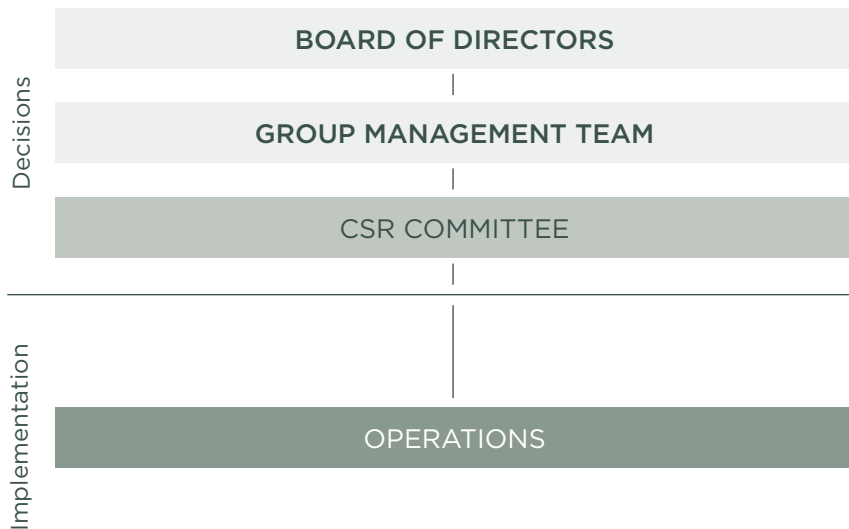 Decisions
BOARD OF DIRECTORS
GROUP MANAGEMENT TEAM
CSR COMMITTEE
Implementation
OPERATIONS